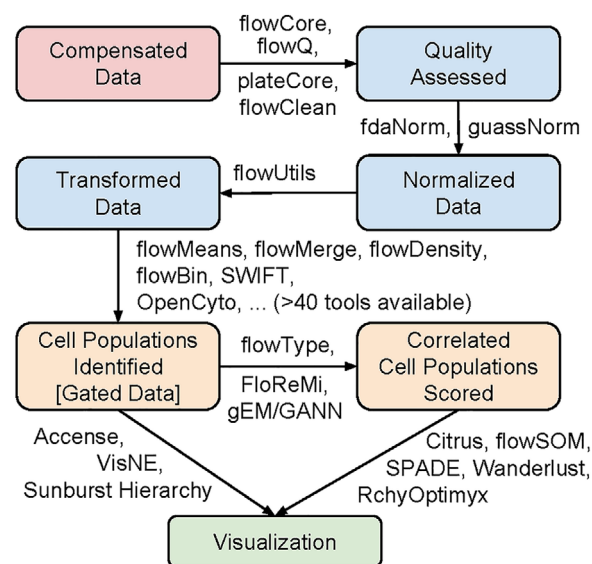 Compensated
Data
flowCore,
flowQ,
plateCore,
flowClean
Quality
Assessed
fdaNorm, guassNorm
Transformed
Data
flowUtils
Normalized
Data
flowMeans, flowMerge, flowDensity,
flowBin, SWIFT,
OpenCyto, ... (>40 tools available)
Cell Populations
Identified
[Gated Data]
flowType,
FloReMi,
gEM/GANN
Correlated
Cell Populations
Scored
Accense,
VisNE,
Sunburst Hierarchy
Citrus, flowSOM,
SPADE, Wanderlust,
RchyOptimyx
Visualization